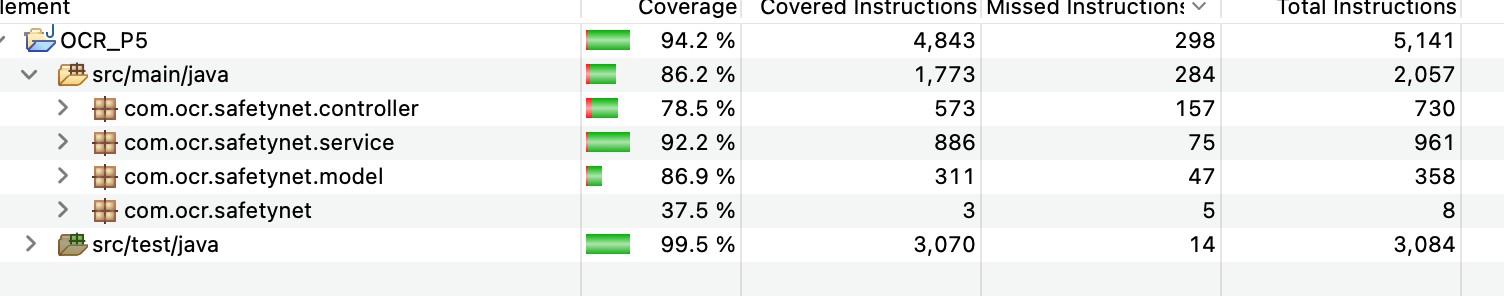 lement Coverage Covered Instructions Missed Instructions Total Instructions
OCR_P5 94.2 % 4,843 298 5,141
src/main/java 86.2 % 1,773 284 2,057
com.ocr.safetynet.controller 78.5 % 573 157 730
com.ocr.safetynet.service 92.2 % 886 75 961
com.ocr.safetynet.model 86.9 % 311 47 358
com.ocr.safetynet 37.5 % 3 5 8
src/test/java 99.5 % 3,070 14 3,084